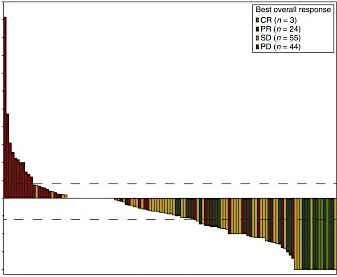 Best overall response
CR (n = 3)
PR (n = 24)
SD (n = 55)
PD (n = 44)